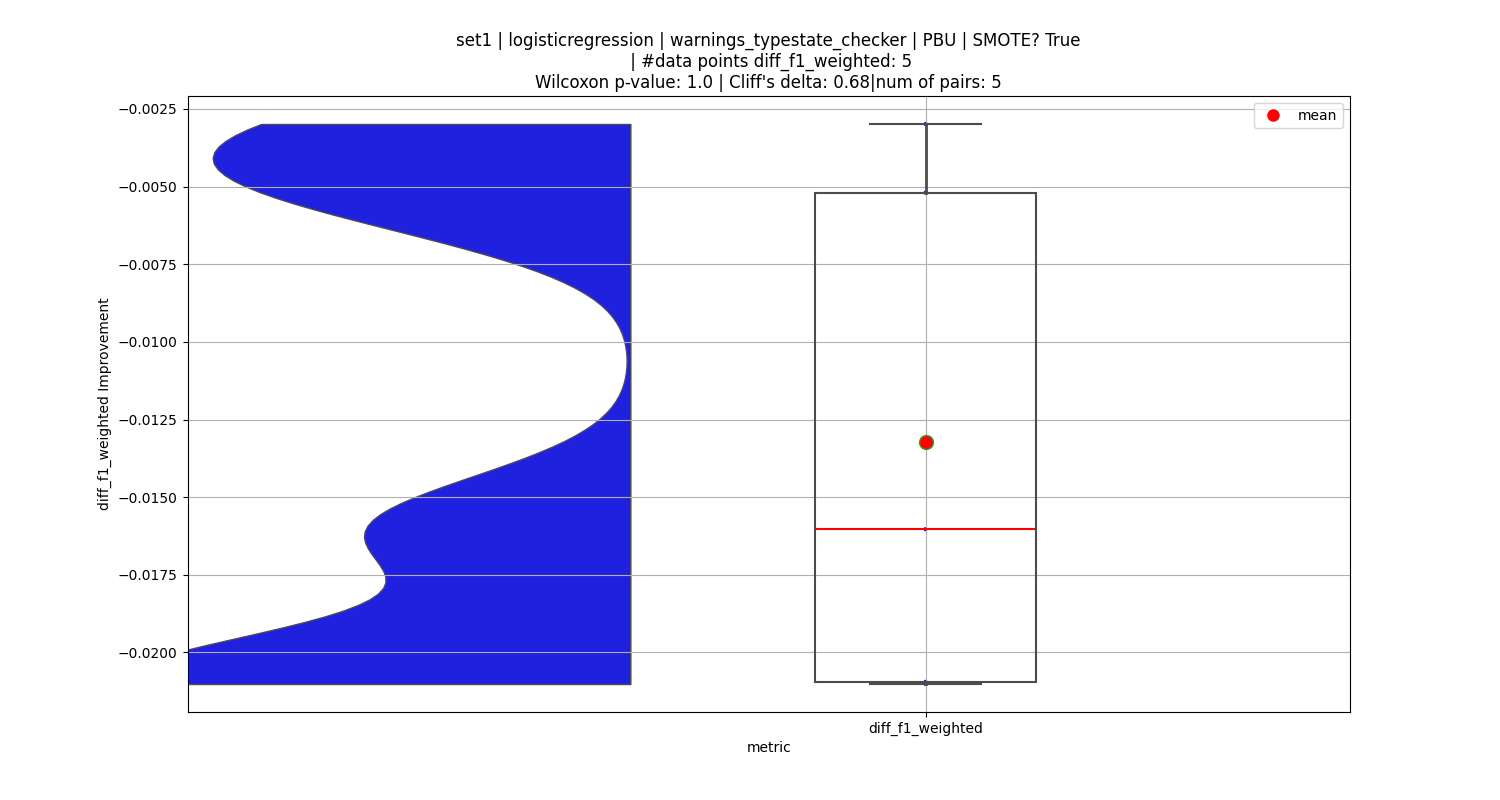 set1 | logisticregression | warnings_typestate_checker | PBU | SMOTE? True
| #data points diff_f1_weighted: 5
Wilcoxon p-value: 1.0 | Cliff's delta: 0.68|num of pairs: 5
mean
−0.0025
−0.0050
−0.0075
−0.0100
−0.0125
−0.0150
−0.0175
−0.0200
diff_f1_weighted Improvement
diff_f1_weighted
metric